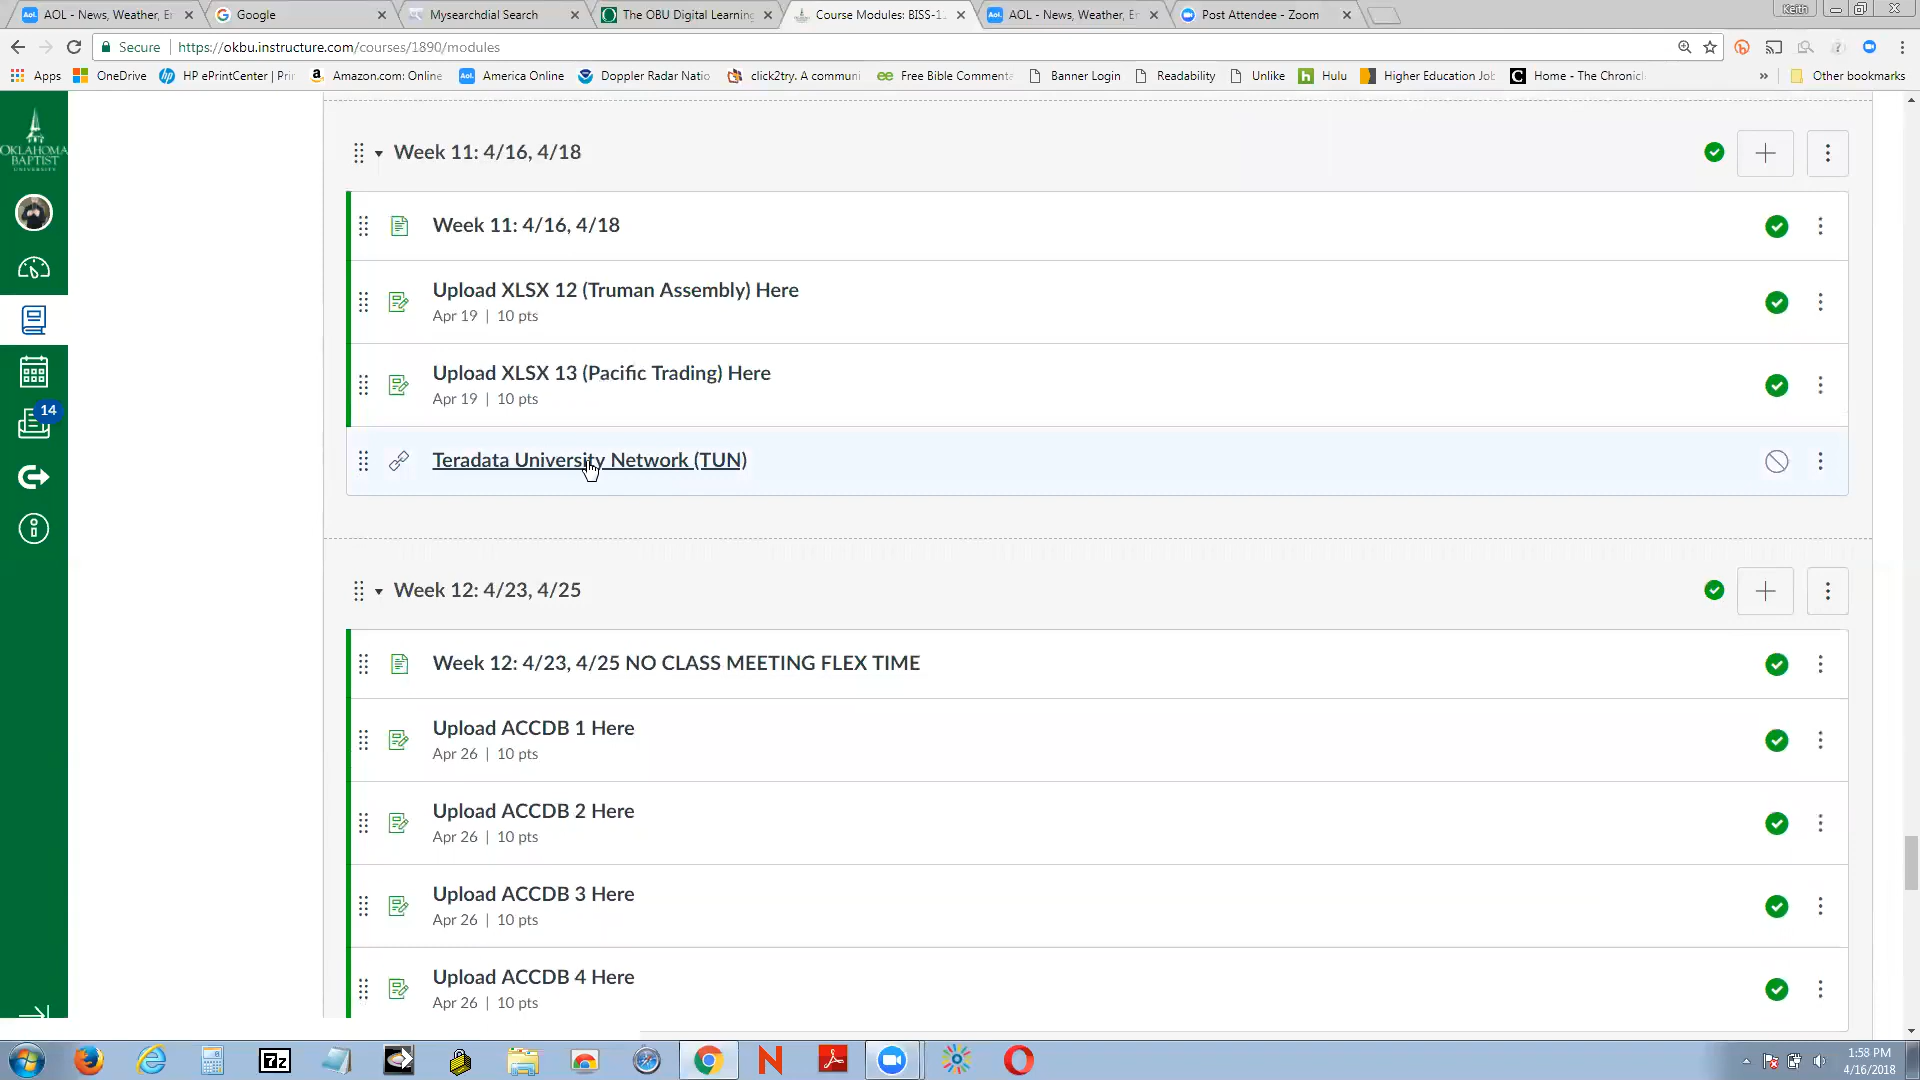 AOL - News, Weather, En
Google
Mysearchdial Search
The OBU Digital Learning
Course Modules: BISS-1
AOL - News, Weather, En
Post Attendee - Zoom
Keith
Secure
https://okbu.instructure.com/courses/1890/modules
Apps
OneDrive
HP ePrintCenter | Prin
Amazon.com: Online
America Online
Doppler Radar Natio
click2try. A communi
Free Bible Comment
Banner Login
Readability
Unlike
Hulu
Higher Education Job
Home - The Chronicl
»
Other bookmarks
OKLAHOMA
BAPTIST
UNIVERSITY
14
Week 11: 4/16, 4/18
Week 11: 4/16, 4/18
Upload XLSX 12 (Truman Assembly) Here
Apr 19 | 10 pts
Upload XLSX 13 (Pacific Trading) Here
Apr 19 | 10 pts
Teradata University Network (TUN)
Week 12: 4/23, 4/25
Week 12: 4/23, 4/25 NO CLASS MEETING FLEX TIME
Upload ACCDB 1 Here
Apr 26 | 10 pts
Upload ACCDB 2 Here
Apr 26 | 10 pts
Upload ACCDB 3 Here
Apr 26 | 10 pts
Upload ACCDB 4 Here
Apr 26 | 10 pts
7z
1:58 PM
4/16/2018